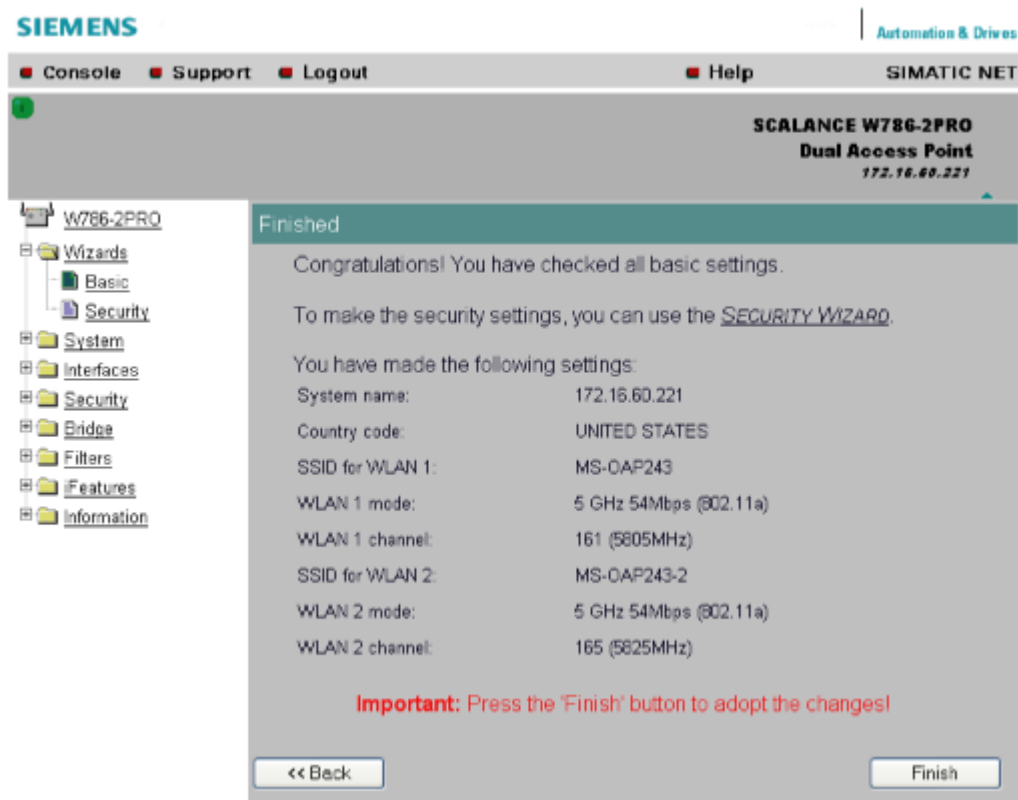 SIEMENS
Automation & Drives
Console Support Logout Help SIMATIC NET
SCALANCE W786-2PRO
Dual Access Point
172.16.60.221
W786-2PRO
Wizards
Basic
Security
System
Interfaces
Security
Bridge
Filters
iFeatures
Information
Finished
Congratulations! You have checked all basic settings.
To make the security settings, you can use the SECURITY WIZARD.
You have made the following settings:
System name: 172.16.60.221
Country code: UNITED STATES
SSID for WLAN 1: MS-OAP243
WLAN 1 mode: 5 GHz 54Mbps (802.11a)
WLAN 1 channel: 161 (5805MHz)
SSID for WLAN 2: MS-OAP243-2
WLAN 2 mode: 5 GHz 54Mbps (802.11a)
WLAN 2 channel: 165 (5825MHz)
Important: Press the 'Finish' button to adopt the changes!
<< Back Finish